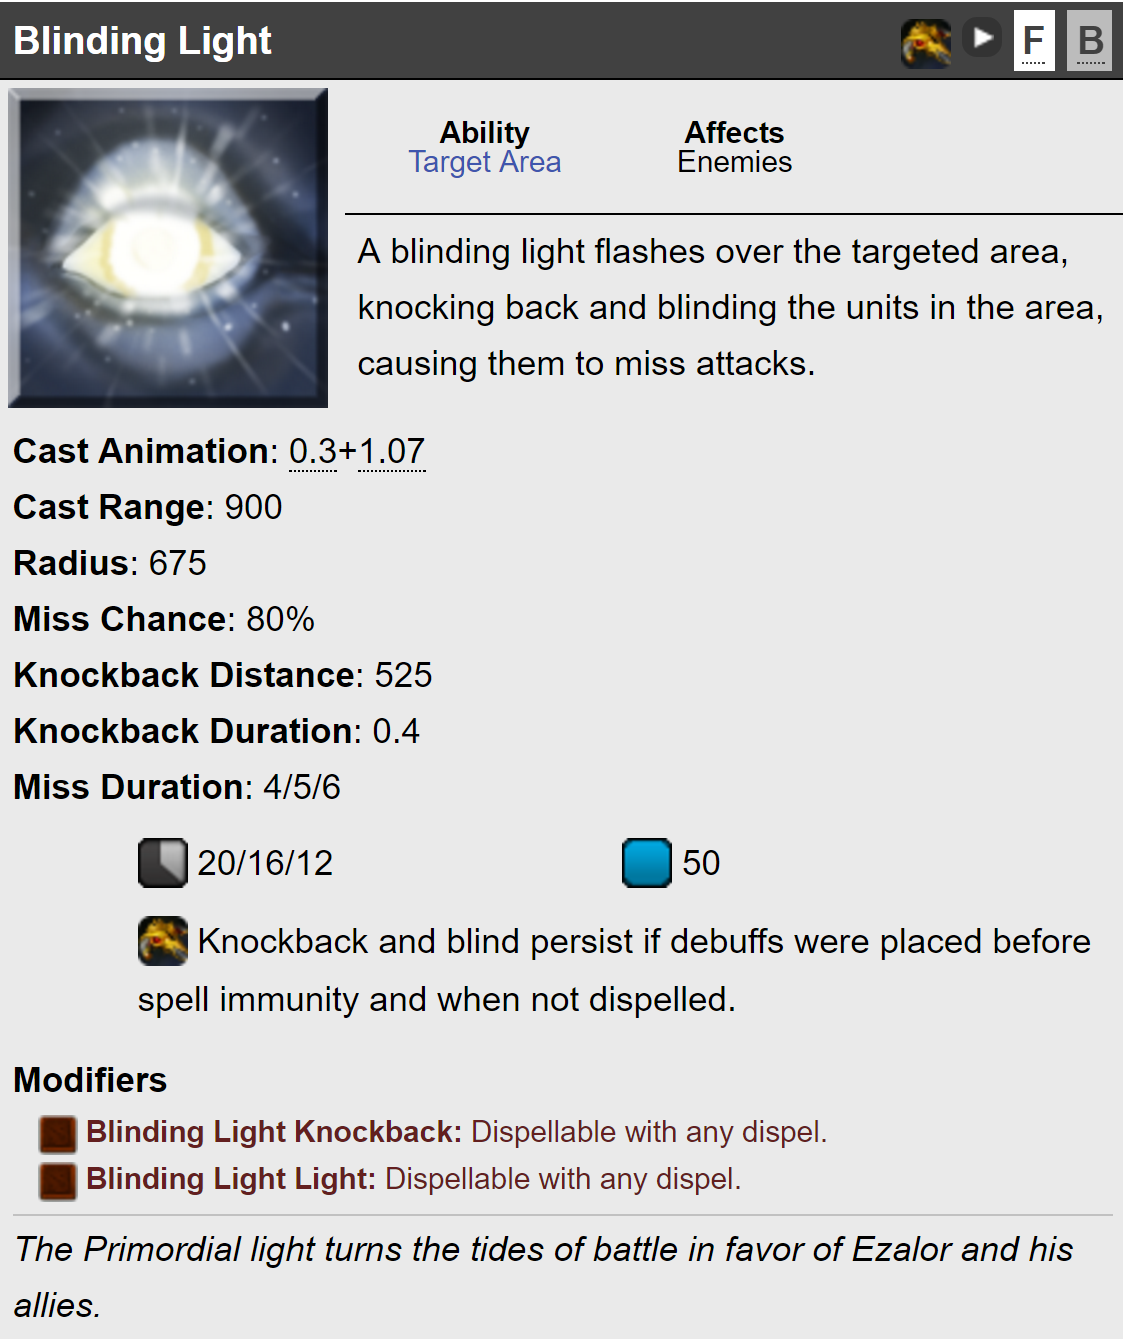 Blinding Light
F
B
Ability
Target Area
Affects
Enemies
A blinding light flashes over the targeted area,
knocking back and blinding the units in the area,
causing them to miss attacks.
Cast Animation: 0.3+1.07
Cast Range: 900
Radius: 675
Miss Chance: 80%
Knockback Distance: 525
Knockback Duration: 0.4
Miss Duration: 4/5/6
20/16/12
50
Knockback and blind persist if debuffs were placed before
spell immunity and when not dispelled.
Modifiers
Blinding Light Knockback: Dispellable with any dispel.
Blinding Light Light: Dispellable with any dispel.
The Primordial light turns the tides of battle in favor of Ezalor and his
allies.